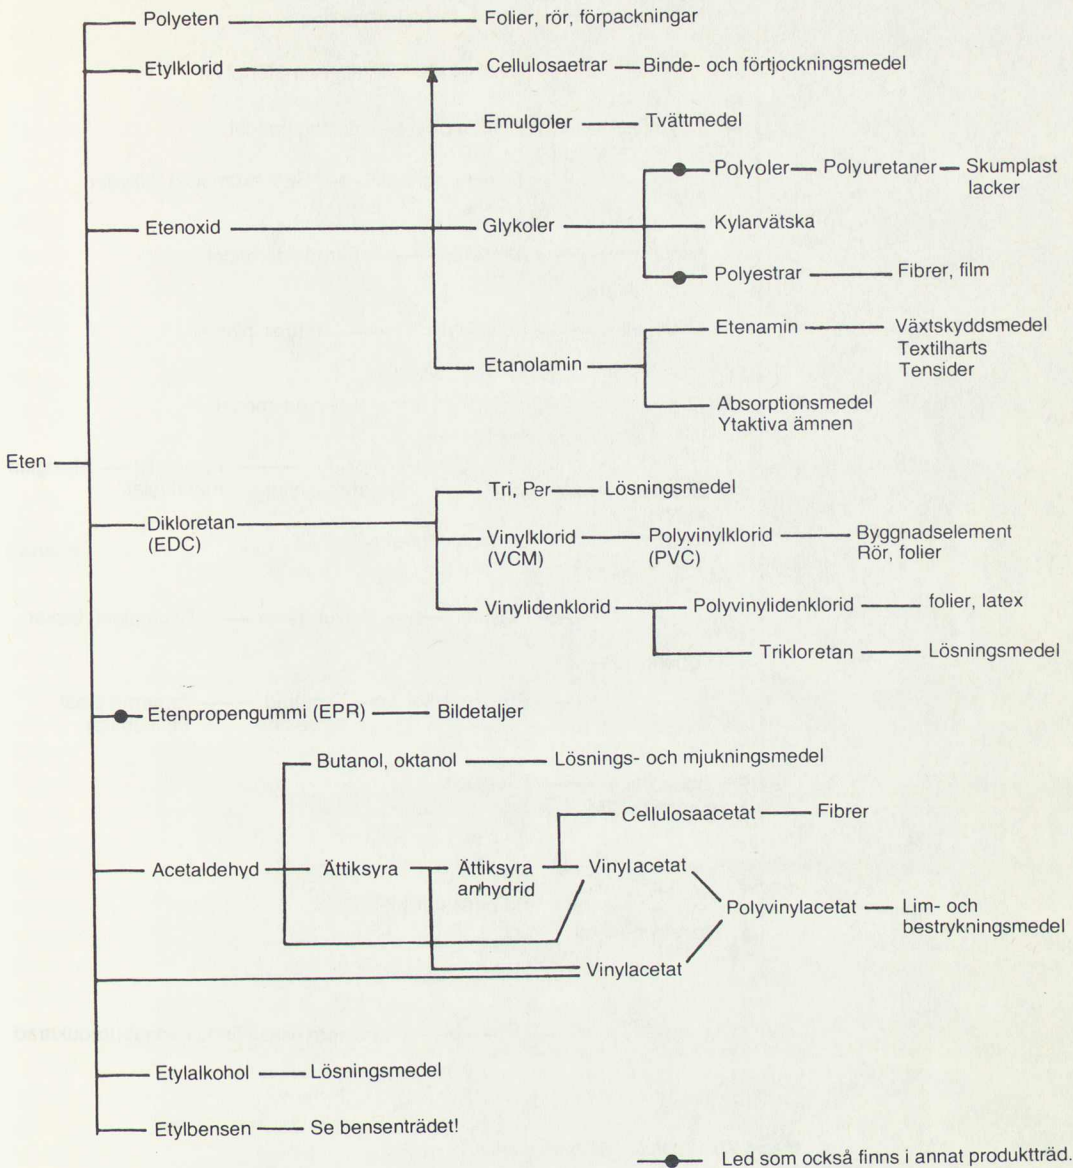 Polyeten Folier, rör, förpackningar
Etylklorid Cellulosaetrar Binde- och förtjockningsmedel
Emulgoler Tvättmedel
Polyoler Polyuretaner Skumplast
lacker
Etenoxid Glykoler Kylarvätska
Polyestrar Fibrer, film
Etenamin Växtskyddsmedel
Textilharts
Tensider
Etanolamin
Absorptionsmedel
Ytaktiva ämnen
Eten
Tri, Per Lösningsmedel
Dikloretan
(EDC)
Vinylklorid Polyvinylklorid Byggnadselement
(VCM) (PVC) Rör, folier
Vinylidenklorid Polyvinylidenklorid folier, latex
Trikloretan Lösningsmedel
Etenpropengummi (EPR) Bildetaljer
Butanol, oktanol Lösnings- och mjukningsmedel
Cellulosaacetat Fibrer
Acetaldehyd Ättiksyra Ättiksyra Vinylacetat
anhydrid
Polyvinylacetat Lim- och
bestrykningsmedel
Vinylacetat
Etylalkohol Lösningsmedel
Etylbensen Se bensenträdet!
Led som också finns i annat produktträd.